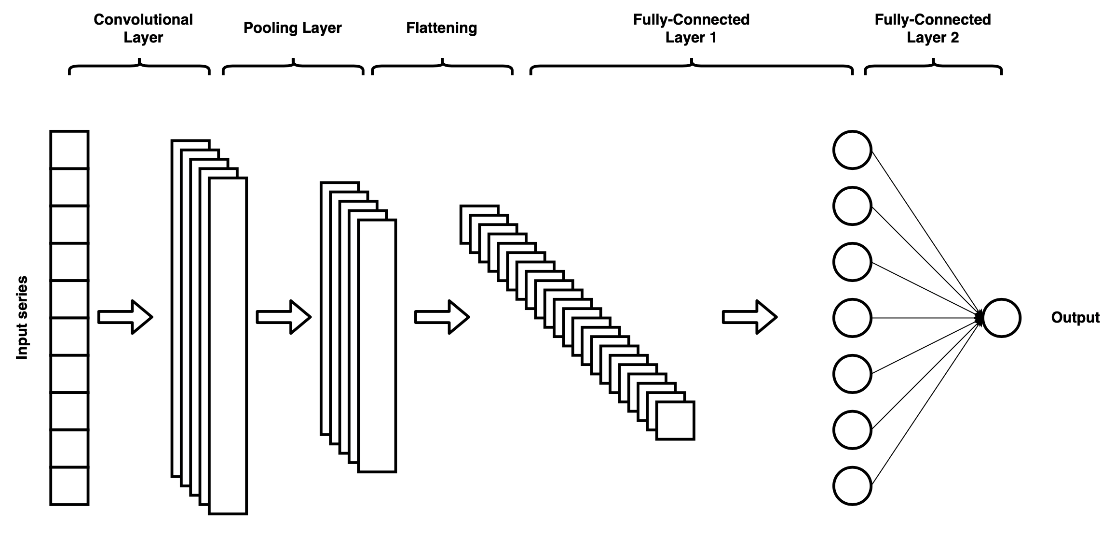 Convolutional
Layer
Pooling Layer
Flattening
Fully-Connected
Layer 1
Fully-Connected
Layer 2
Input series
Output